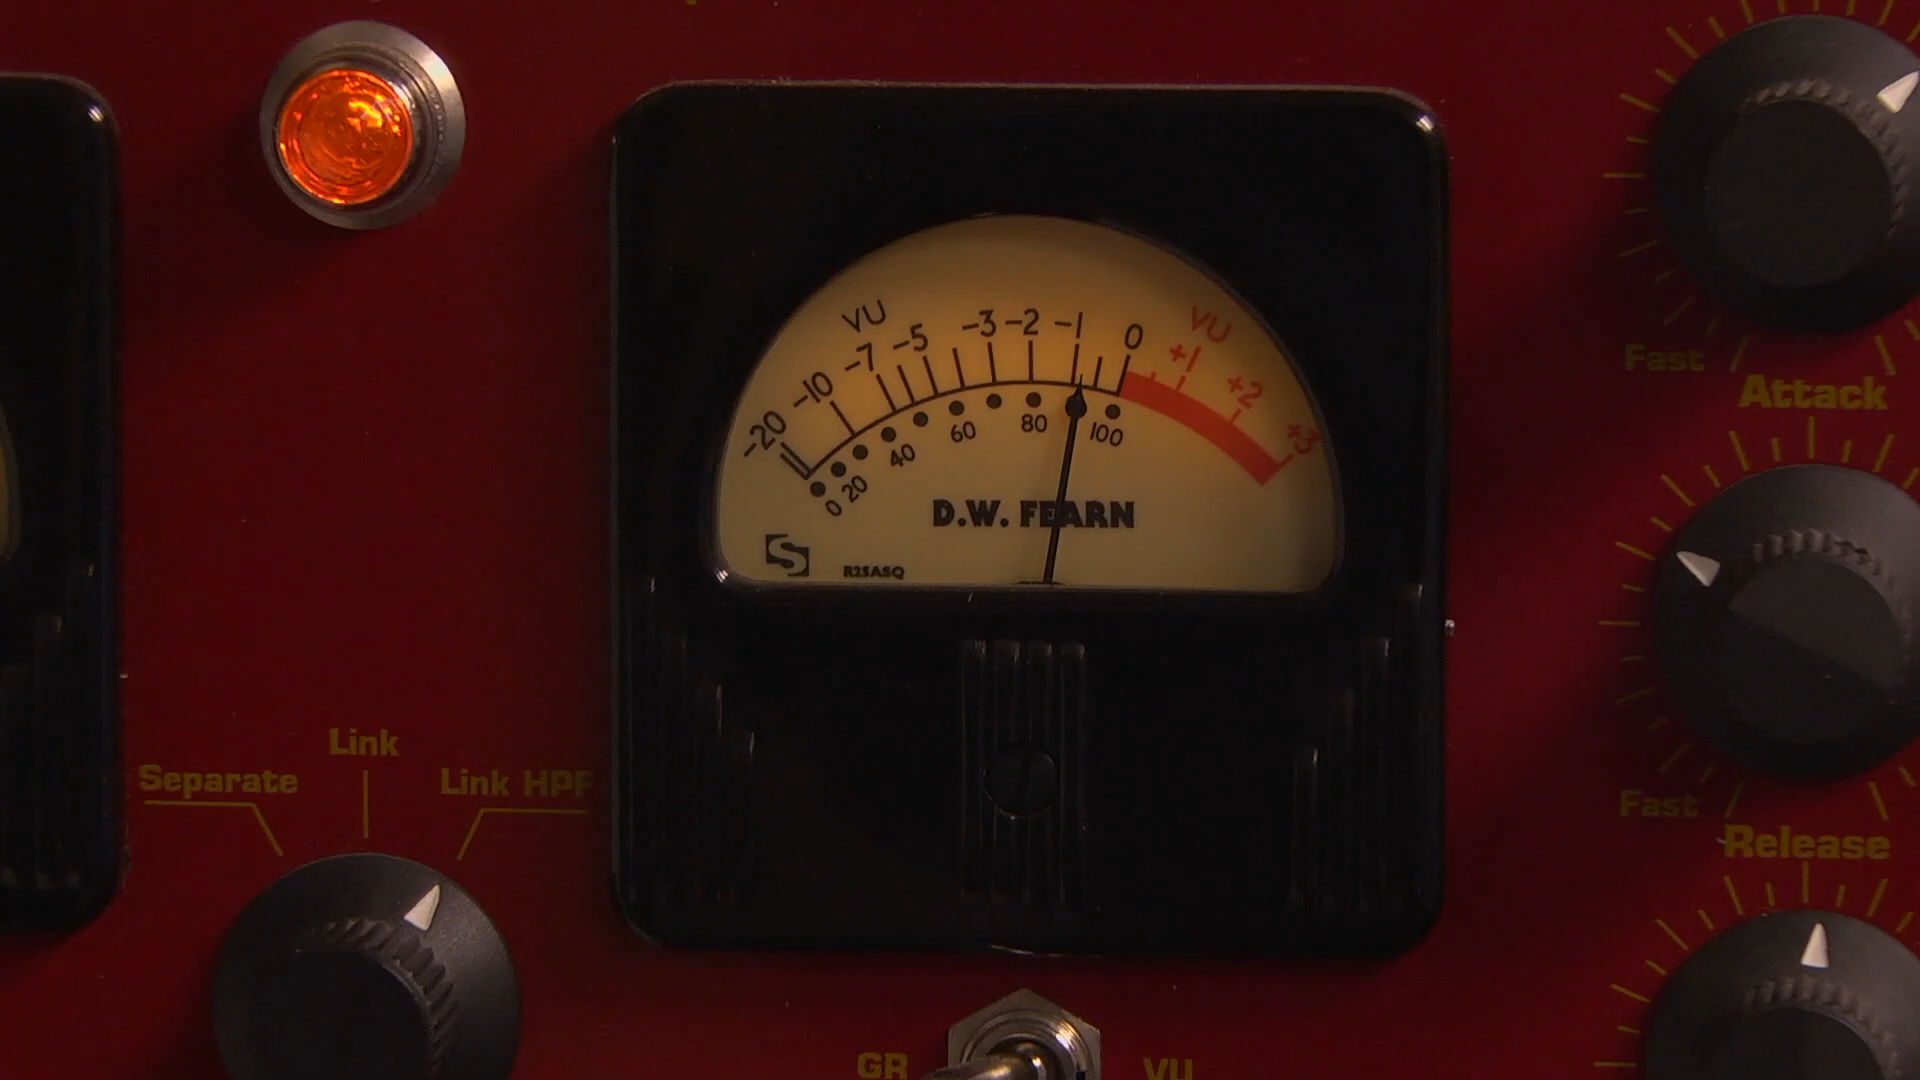 VU
VU
-20 -10 -7 -5 -3 -2 -1 0 +1 +2 +3
0 20 40 60 80 100
D.W. FEARN
R25ASQ
Fast
Attack
Link
Separate
Link HPF
Fast
Release
GR
VU